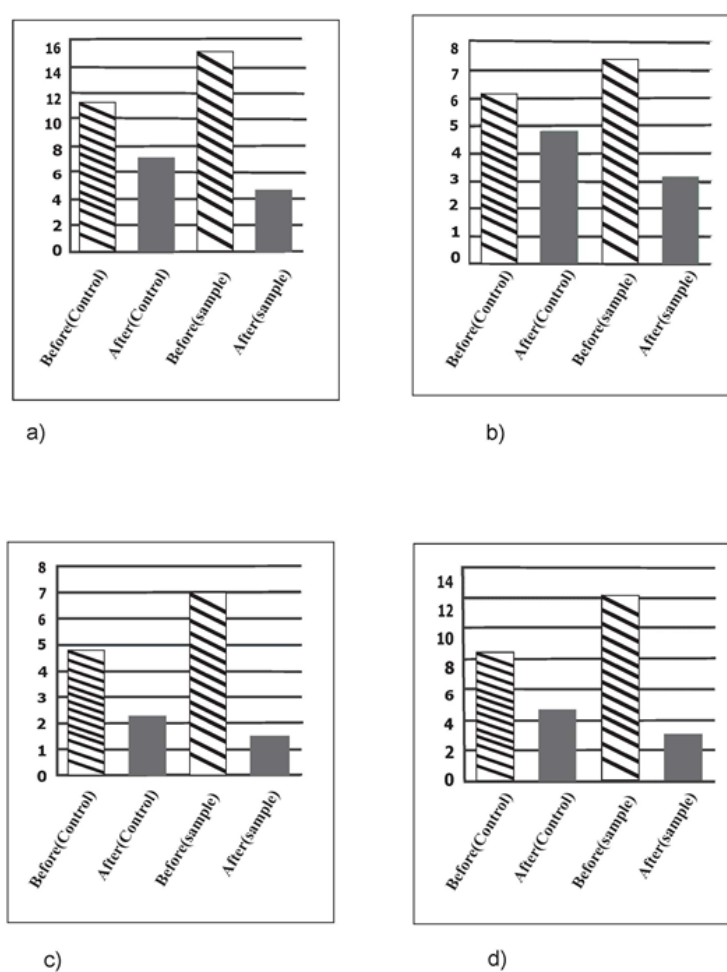 16
14
12
10
8
6
4
2
0
Before(Control)
After(Control)
Before(sample)
After(sample)
a)
8
7
6
5
4
3
2
1
0
Before(Control)
After(Control)
Before(sample)
After(sample)
b)
8
7
6
5
4
3
2
1
0
Before(Control)
After(Control)
Before(sample)
After(sample)
c)
14
12
10
8
6
4
2
0
Before(Control)
After(Control)
Before(sample)
After(sample)
d)